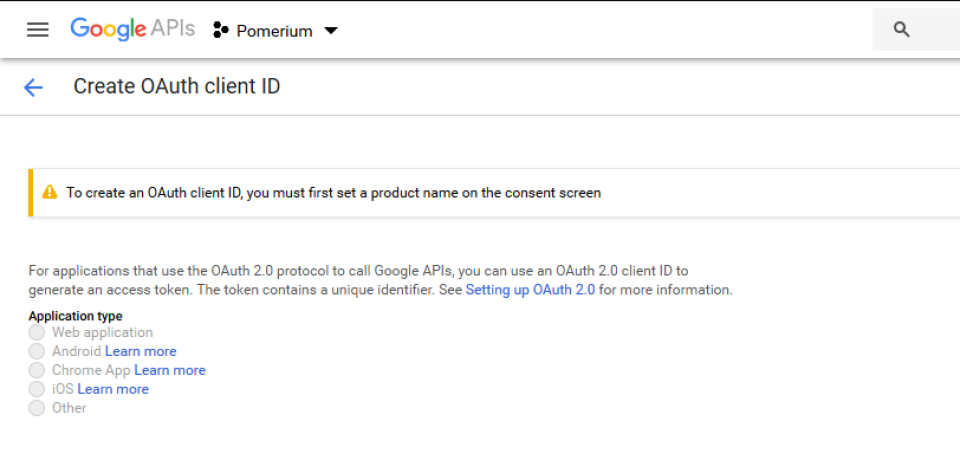 Google APIs Pomerium
Create OAuth client ID
To create an OAuth client ID, you must first set a product name on the consent screen
For applications that use the OAuth 2.0 protocol to call Google APIs, you can use an OAuth 2.0 client ID to
generate an access token. The token contains a unique identifier. See Setting up OAuth 2.0 for more information.
Application type
Web application
Android Learn more
Chrome App Learn more
iOS Learn more
Other